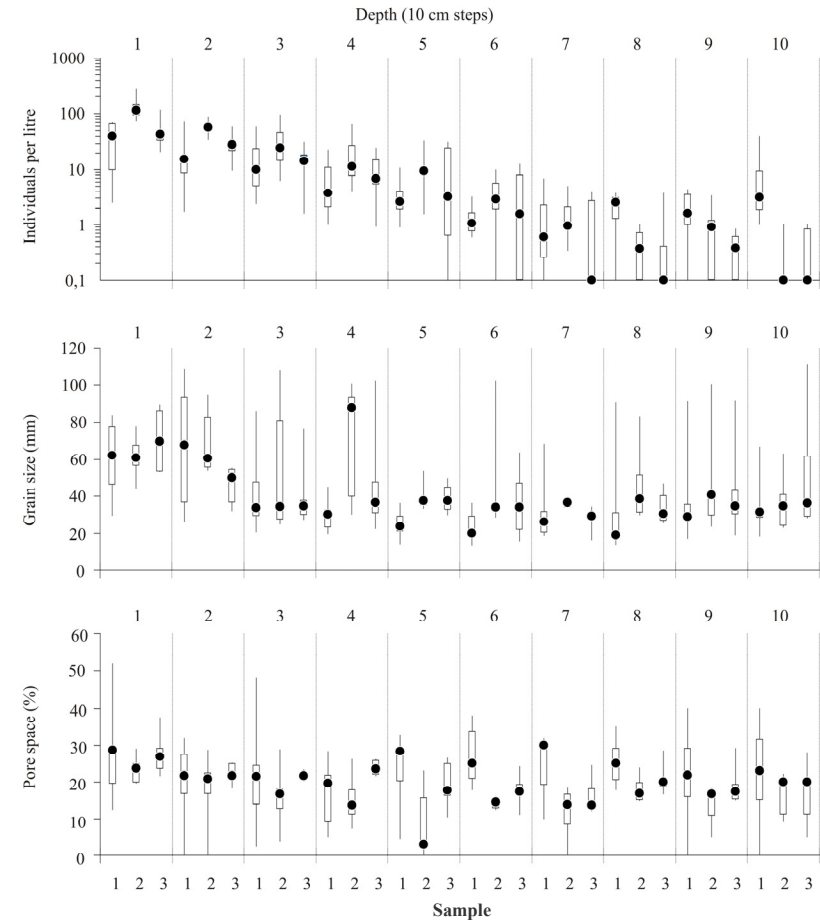 Depth (10 cm steps)
1 2 3 4 5 6 7 8 9 10
Individuals per litre
1000
100
10
1
0,1
1 2 3 4 5 6 7 8 9 10
Grain size (mm)
120
100
80
60
40
20
0
1 2 3 4 5 6 7 8 9 10
Pore space (%)
60
50
40
30
20
10
0
1 2 3 1 2 3 1 2 3 1 2 3 1 2 3 1 2 3 1 2 3 1 2 3 1 2 3 1 2 3
Sample